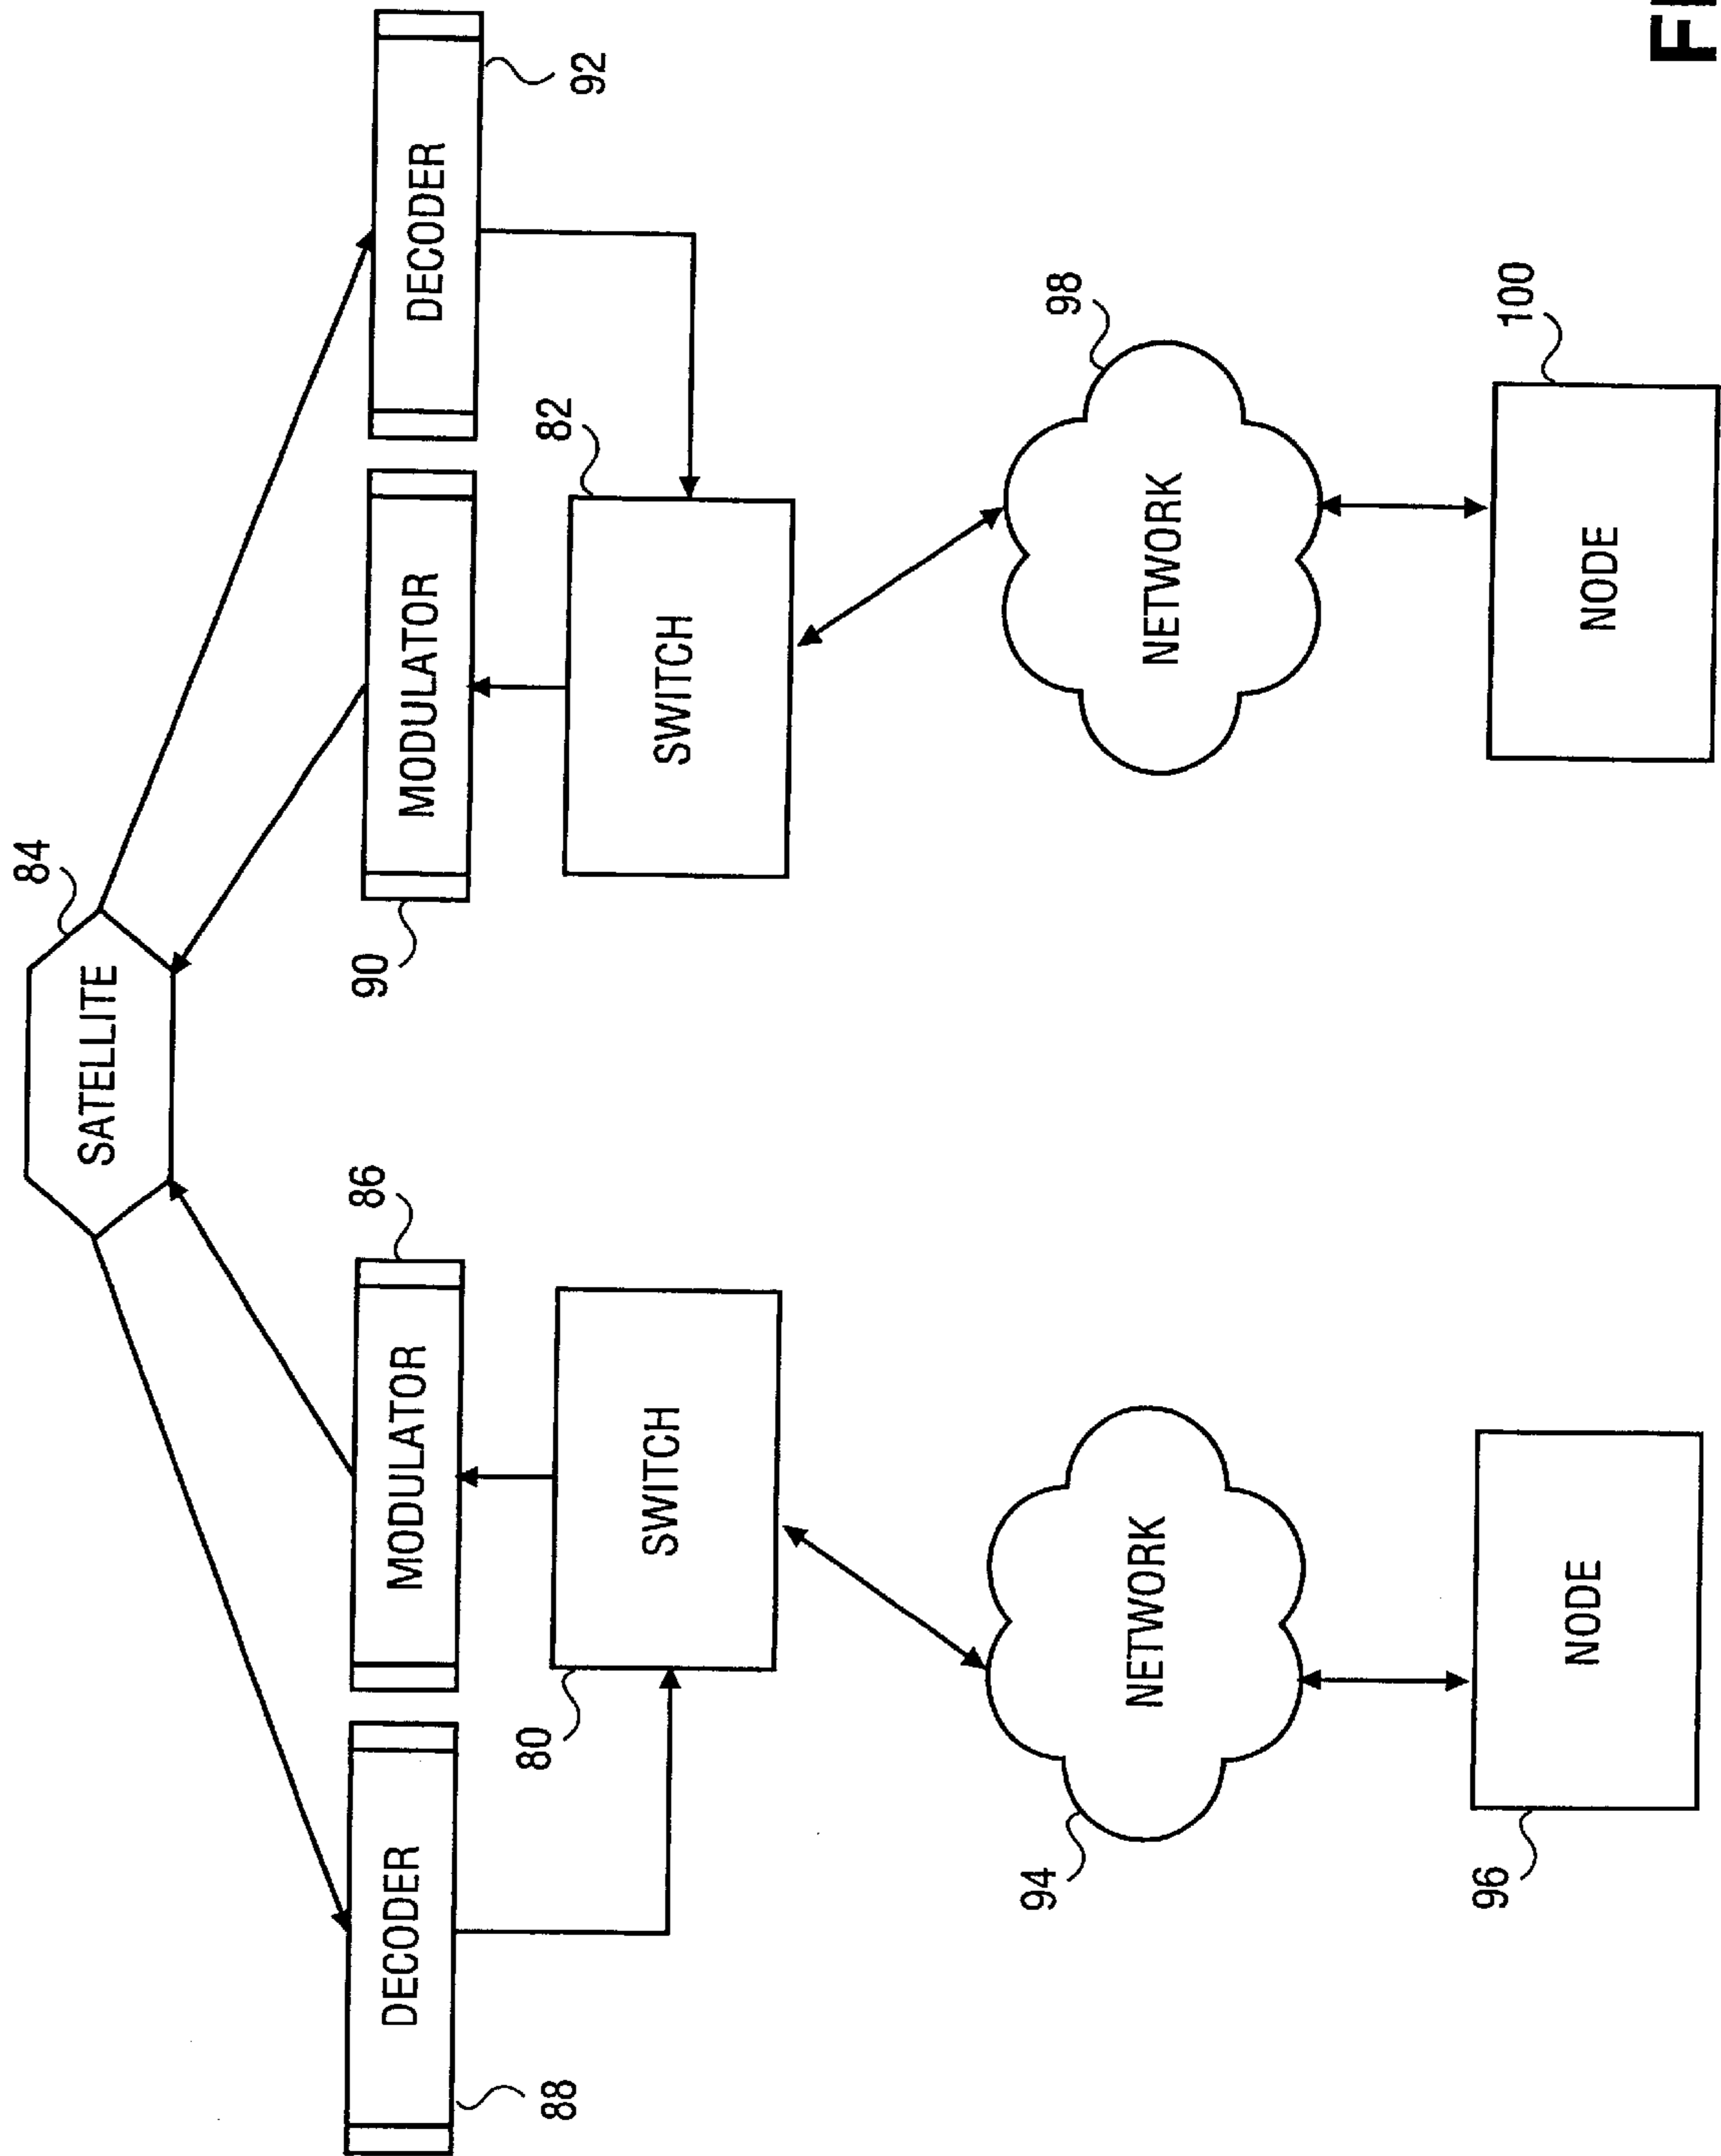 84
SATELLITE
88
DECODER
MODULATOR
86
90
MODULATOR
DECODER
92
80
SWITCH
82
SWITCH
94
NETWORK
98
NETWORK
96
NODE
100
NODE